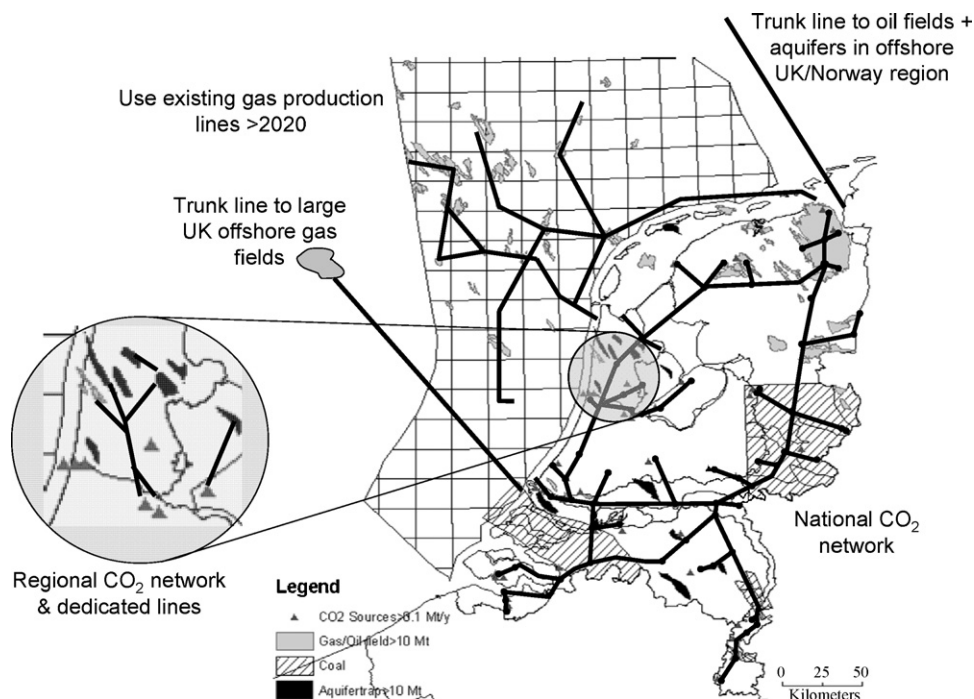 Trunk line to oil fields +
aquifers in offshore
UK/Norway region
Use existing gas production
lines >2020
Trunk line to large
UK offshore gas
fields
National CO₂
network
Regional CO₂ network
& dedicated lines
Legend
CO2 Sources>0.1 Mt/y
Gas/Oil field>10 Mt
Coal
Aquifertrap>10 Mt
0 25 50
Kilometers